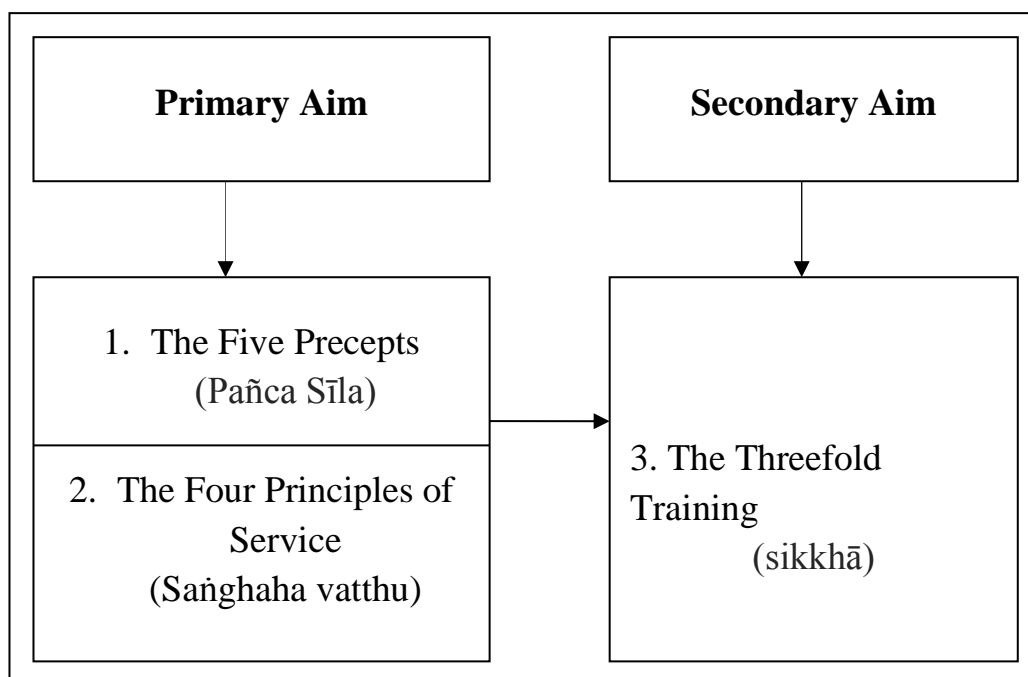 Primary Aim
Secondary Aim
1. The Five Precepts
(Pañca Sīla)
2. The Four Principles of
Service
(Saṅghaha vatthu)
3. The Threefold
Training
(sikkhā)